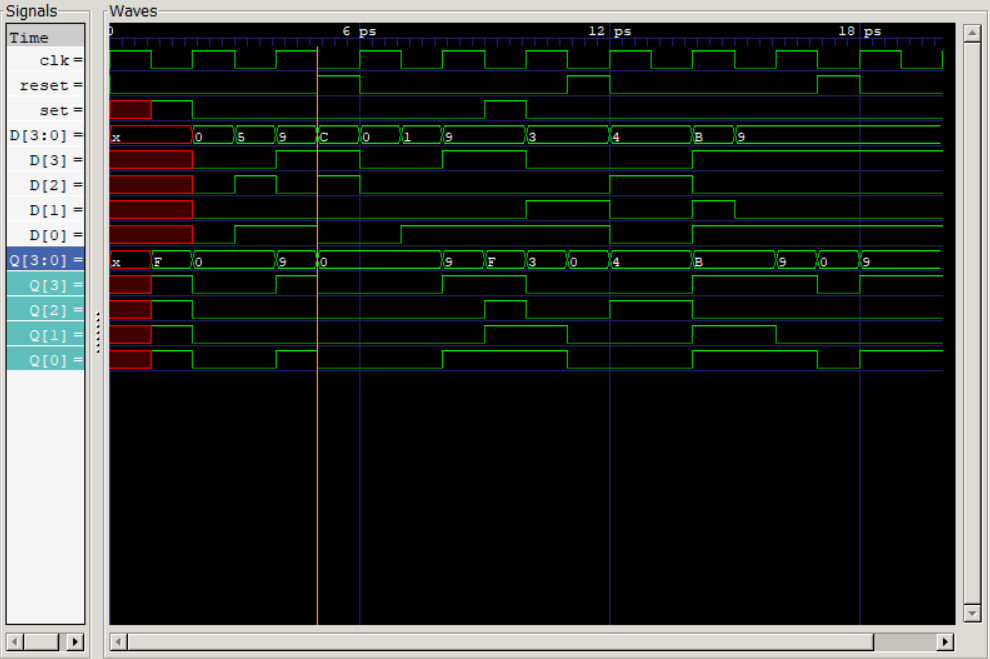 Signals
Waves
Time
0 6 ps 12 ps 18 ps
clk=
reset=
set=
D[3:0] = x 0 5 9 C 0 1 9 3 4 B 9
D[3] =
D[2] =
D[1] =
D[0] =
Q[3:0] = x F 0 9 0 9 F 3 0 4 B 9 0 9
Q[3] =
Q[2] =
Q[1] =
Q[0] =